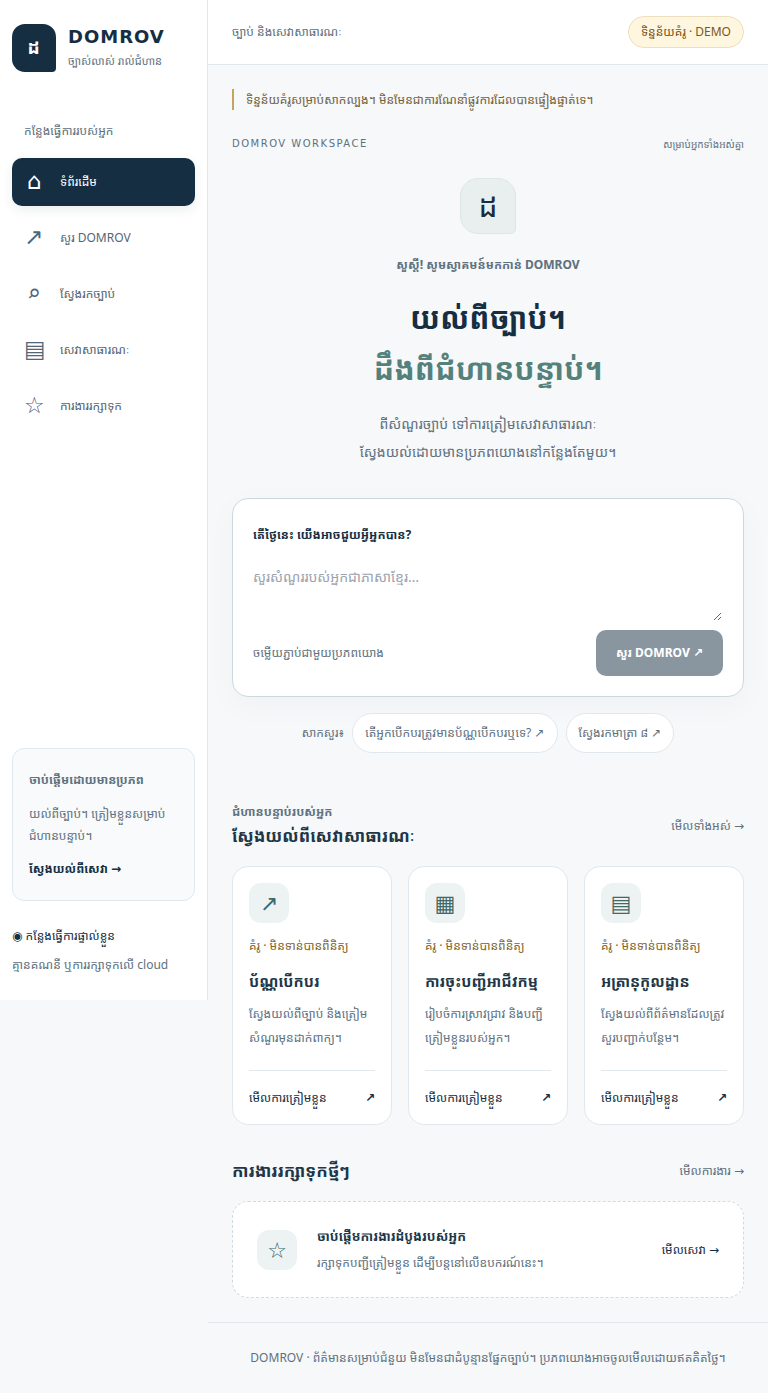 ដ
DOMROV
ច្បាស់លាស់ រាល់ជំហាន
កន្លែងធ្វើការរបស់អ្នក
ទំព័រដើម
សួរ DOMROV
ស្វែងរកច្បាប់
សេវាសាធារណៈ
ការងាររក្សាទុក
ចាប់ផ្តើមដោយមានប្រភព
យល់ពីច្បាប់។ ត្រៀមខ្លួនសម្រាប់
ជំហានបន្ទាប់។
ស្វែងយល់ពីសេវា →
◉ កន្លែងធ្វើការផ្ទាល់ខ្លួន
គ្មានគណនី ឬការរក្សាទុកលើ cloud
ច្បាប់ និងសេវាសាធារណៈ
ទិន្នន័យគំរូ · DEMO
ទិន្នន័យគំរូសម្រាប់សាកល្បង។ មិនមែនជាការណែនាំផ្លូវការដែលបានផ្ទៀងផ្ទាត់ទេ។
DOMROV WORKSPACE
សម្រាប់អ្នកទាំងអស់គ្នា
ដ
សួស្តី! សូមស្វាគមន៍មកកាន់ DOMROV
យល់ពីច្បាប់។
ដឹងពីជំហានបន្ទាប់។
ពីសំណួរច្បាប់ ទៅការត្រៀមសេវាសាធារណៈ
ស្វែងយល់ដោយមានប្រភពយោងនៅកន្លែងតែមួយ។
តើថ្ងៃនេះ យើងអាចជួយអ្វីអ្នកបាន?
សួរសំណួររបស់អ្នកជាភាសាខ្មែរ...
ចម្លើយភ្ជាប់ជាមួយប្រភពយោង
សួរ DOMROV ↗
សាកសួរ៖
តើអ្នកបើកបរត្រូវមានប័ណ្ណបើកបរឬទេ? ↗
ស្វែងរកមាត្រា ៨ ↗
ជំហានបន្ទាប់របស់អ្នក
ស្វែងយល់ពីសេវាសាធារណៈ
មើលទាំងអស់ →
គំរូ · មិនទាន់បានពិនិត្យ
ប័ណ្ណបើកបរ
ស្វែងយល់ពីច្បាប់ និងត្រៀម
សំណួរមុនដាក់ពាក្យ។
មើលការត្រៀមខ្លួន ↗
គំរូ · មិនទាន់បានពិនិត្យ
ការចុះបញ្ជីអាជីវកម្ម
រៀបចំការស្រាវជ្រាវ និងបញ្ជី
ត្រៀមខ្លួនរបស់អ្នក។
មើលការត្រៀមខ្លួន ↗
គំរូ · មិនទាន់បានពិនិត្យ
អត្រានុកូលដ្ឋាន
ស្វែងយល់ពីព័ត៌មានដែលត្រូវ
សួរបញ្ជាក់បន្ថែម។
មើលការត្រៀមខ្លួន ↗
ការងាររក្សាទុកថ្មីៗ
មើលការងារ →
ចាប់ផ្តើមការងារដំបូងរបស់អ្នក
រក្សាទុកបញ្ជីត្រៀមខ្លួន ដើម្បីបន្តនៅលើឧបករណ៍នេះ។
មើលសេវា →
DOMROV · ព័ត៌មានសម្រាប់ជំនួយ មិនមែនជាដំបូន្មានផ្នែកច្បាប់។ ប្រភពយោងអាចចូលមើលដោយឥតគិតថ្លៃ។